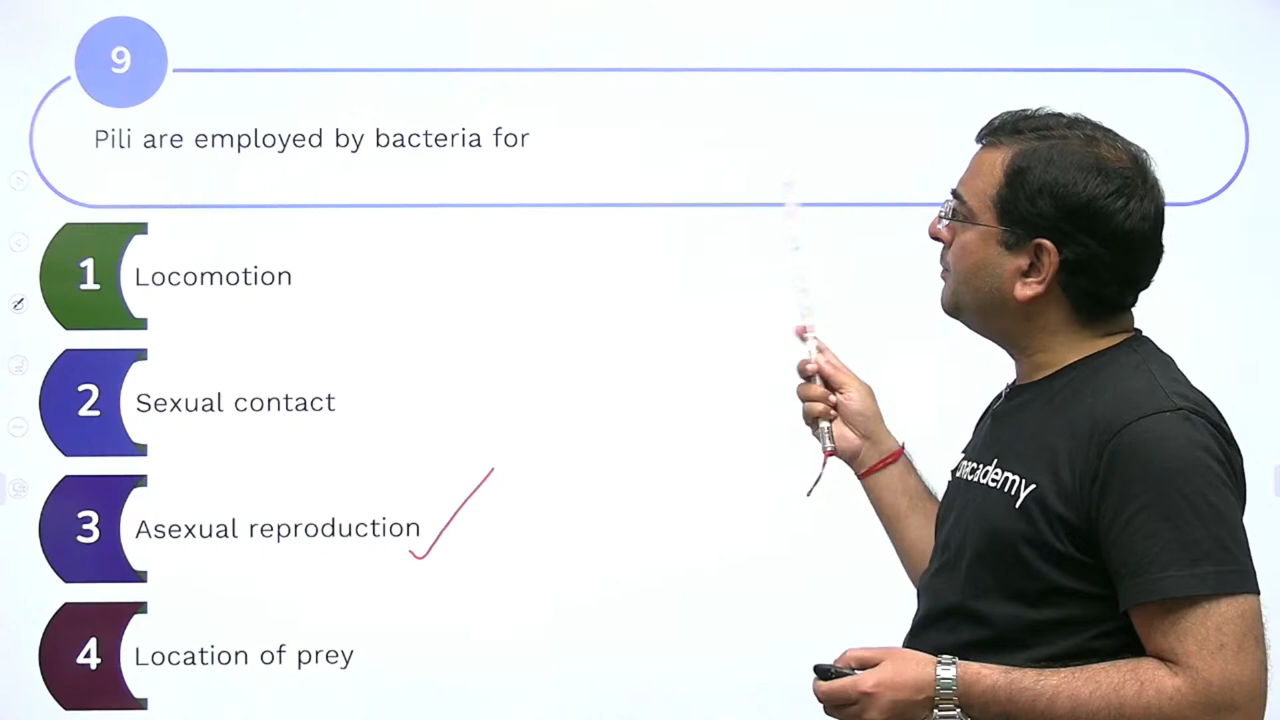 9
Pili are employed by bacteria for
1 Locomotion
2 Sexual contact
3 Asexual reproduction
4 Location of prey